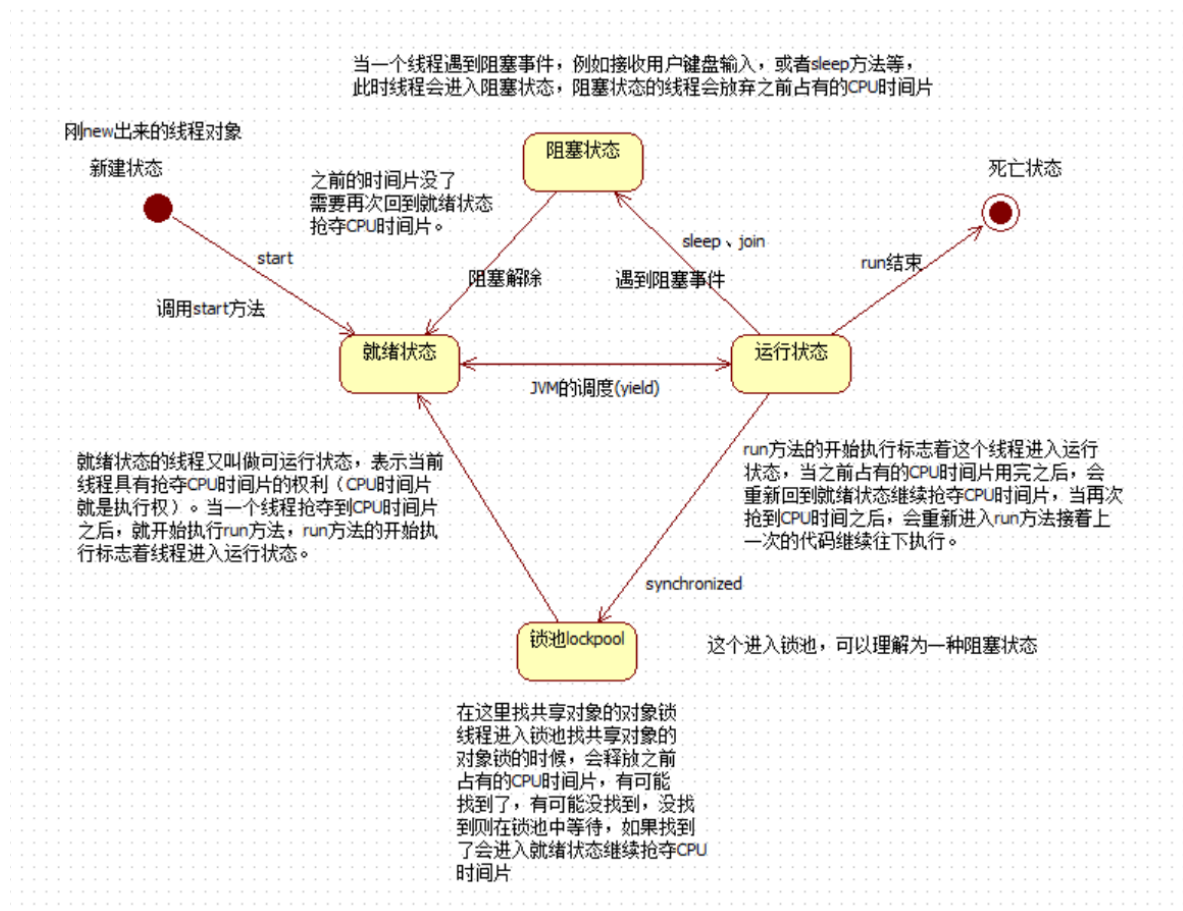 当一个线程遇到阻塞事件，例如接收用户键盘输入，或者sleep方法等，
此时线程会进入阻塞状态，阻塞状态的线程会放弃之前占有的CPU时间片
刚new出来的线程对象
新建状态
阻塞状态
死亡状态
之前的时间片没了
需要再次回到就绪状态
抢夺CPU时间片。
start
sleep、join
run结束
阻塞解除
遇到阻塞事件
调用start方法
就绪状态
运行状态
JVM的调度(yield)
就绪状态的线程又叫做可运行状态，表示当前
线程具有抢夺CPU时间片的权利（CPU时间片
就是执行权）。当一个线程抢夺到CPU时间片
之后，就开始执行run方法，run方法的开始执
行标志着线程进入运行状态。
run方法的开始执行标志着这个线程进入运行
状态，当之前占有的CPU时间片用完之后，会
重新回到就绪状态继续抢夺CPU时间片，当再次
抢到CPU时间之后，会重新进入run方法接着上
一次的代码继续往下执行。
synchronized
锁池lockpool
这个进入锁池，可以理解为一种阻塞状态
在这里找共享对象的对象锁
线程进入锁池找共享对象的
对象锁的时候，会释放之前
占有的CPU时间片，有可能
找到了，有可能没找到，没找
到则在锁池中等待，如果找到
了会进入就绪状态继续抢夺CPU
时间片